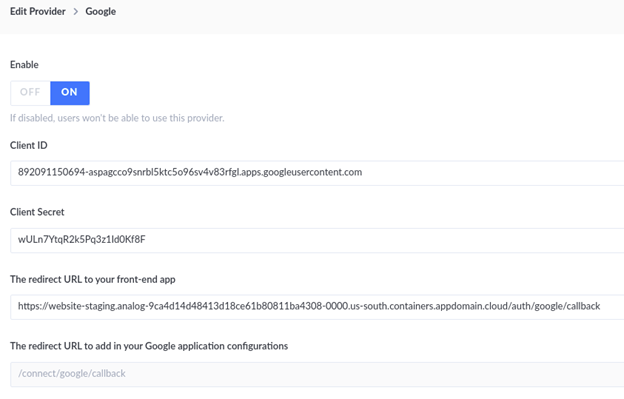 Edit Provider > Google
Enable
OFF ON
If disabled, users won't be able to use this provider.
Client ID
892091150694-aspagcco9snrbl5ktc5o96sv4v83rfgl.apps.googleusercontent.com
Client Secret
wULn7YtqR2k5Pq3z1Id0Kf8F
The redirect URL to your front-end app
https://website-staging.analog-9ca4d14d48413d18ce61b80811ba4308-0000.us-south.containers.appdomain.cloud/auth/google/callback
The redirect URL to add in your Google application configurations
/connect/google/callback